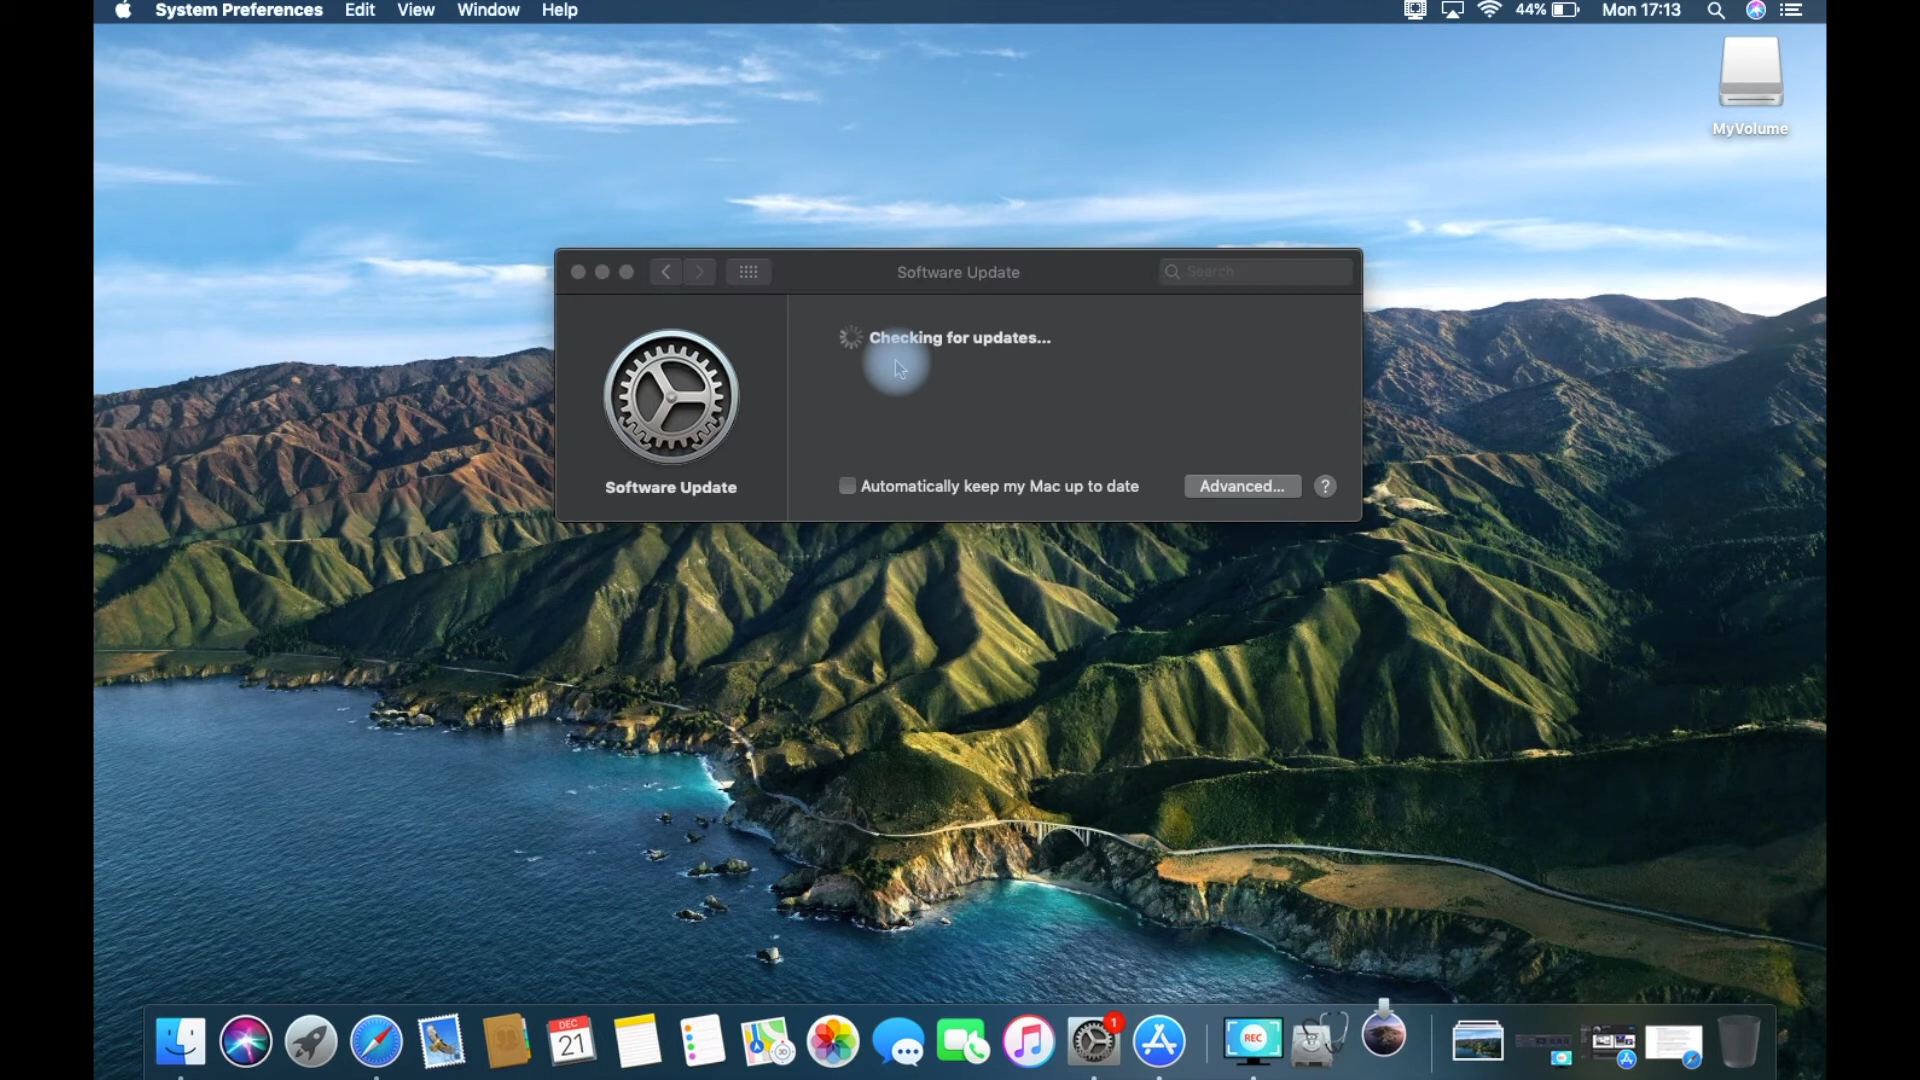 System Preferences Edit View Window Help
44% Mon 17:13
MyVolume
Software Update
Search
Checking for updates...
Software Update
Automatically keep my Mac up to date
Advanced...
?
1
DEC
21
REC